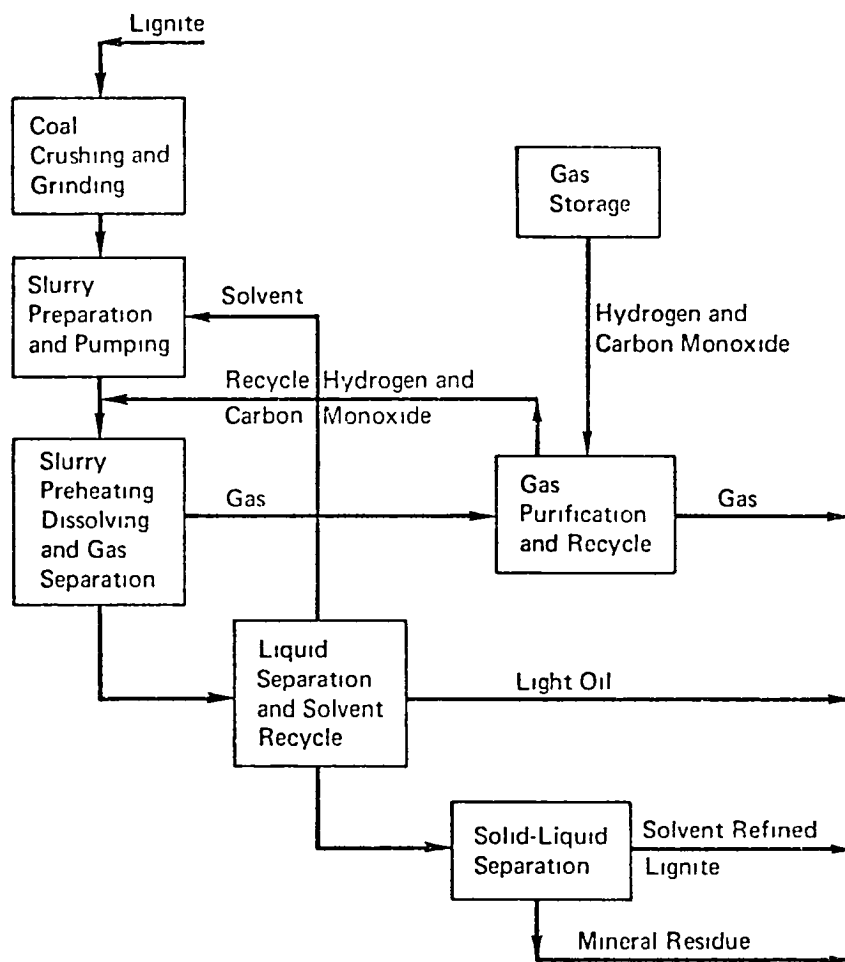 Lignite
Coal
Crushing and
Grinding
Gas
Storage
Slurry
Preparation
and Pumping
Solvent
Hydrogen and
Carbon Monoxide
Recycle Hydrogen and
Carbon Monoxide
Slurry
Preheating
Dissolving
and Gas
Separation
Gas
Gas
Purification
and Recycle
Gas
Liquid
Separation
and Solvent
Recycle
Light Oil
Solid-Liquid
Separation
Solvent Refined
Lignite
Mineral Residue